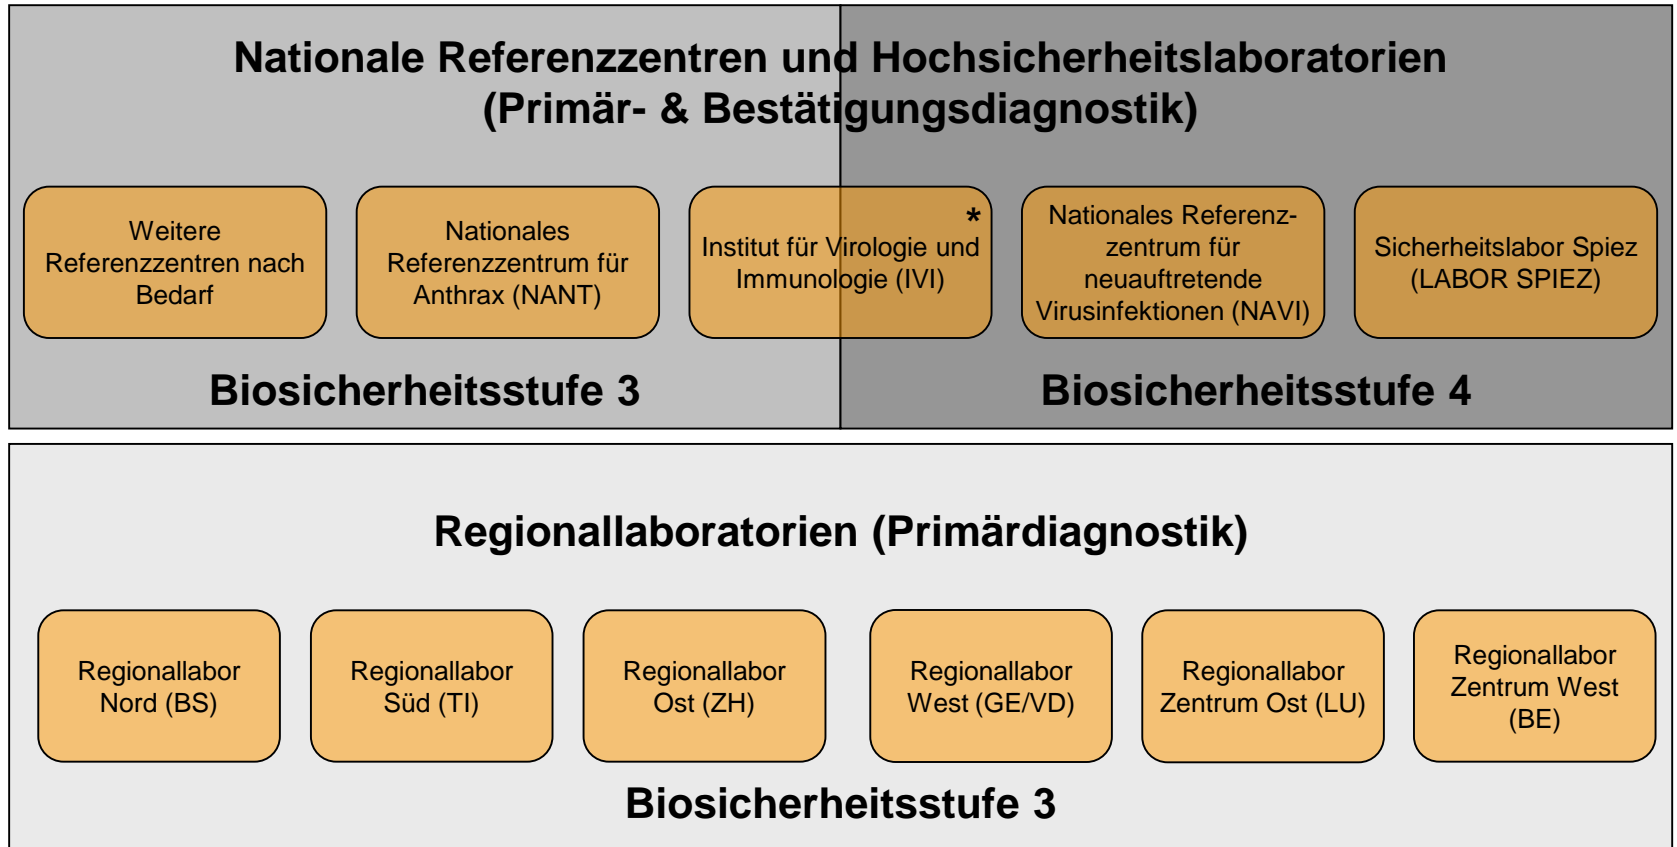 Nationale Referenzzentren und Hochsicherheitslaboratorien
(Primär- & Bestätigungsdiagnostik)
Weitere
Referenzzentren nach
Bedarf
Nationales
Referenzzentrum für
Anthrax (NANT)
*
Institut für Virologie und
Immunologie (IVI)
Nationales Referenz-
zentrum für
neuauftretende
Virusinfektionen (NAVI)
Sicherheitslabor Spiez
(LABOR SPIEZ)
Biosicherheitsstufe 3
Biosicherheitsstufe 4
Regionallaboratorien (Primärdiagnostik)
Regionallabor
Nord (BS)
Regionallabor
Süd (TI)
Regionallabor
Ost (ZH)
Regionallabor
West (GE/VD)
Regionallabor
Zentrum Ost (LU)
Regionallabor
Zentrum West
(BE)
Biosicherheitsstufe 3